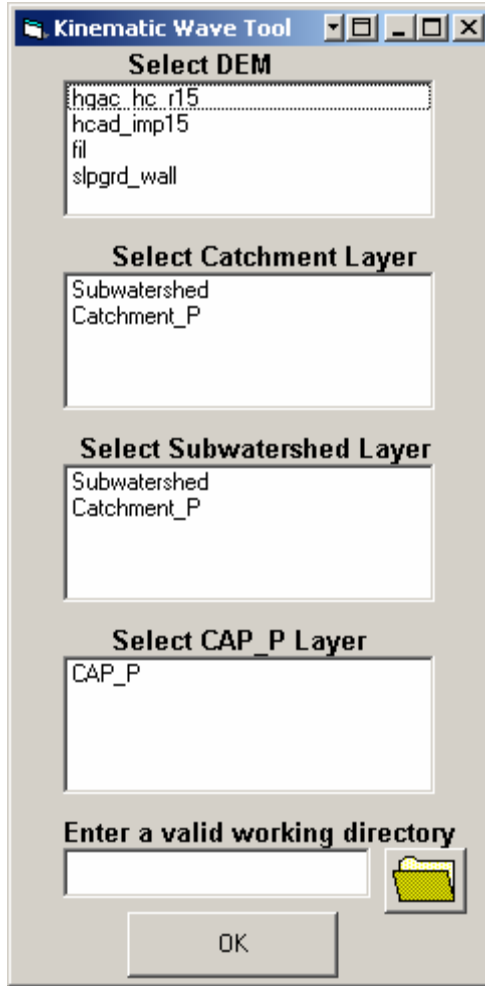 Kinematic Wave Tool
Select DEM
hgac_hc_r15
hcad_imp15
fil
slpgrd_wall
Select Catchment Layer
Subwatershed
Catchment_P
Select Subwatershed Layer
Subwatershed
Catchment_P
Select CAP_P Layer
CAP_P
Enter a valid working directory
OK